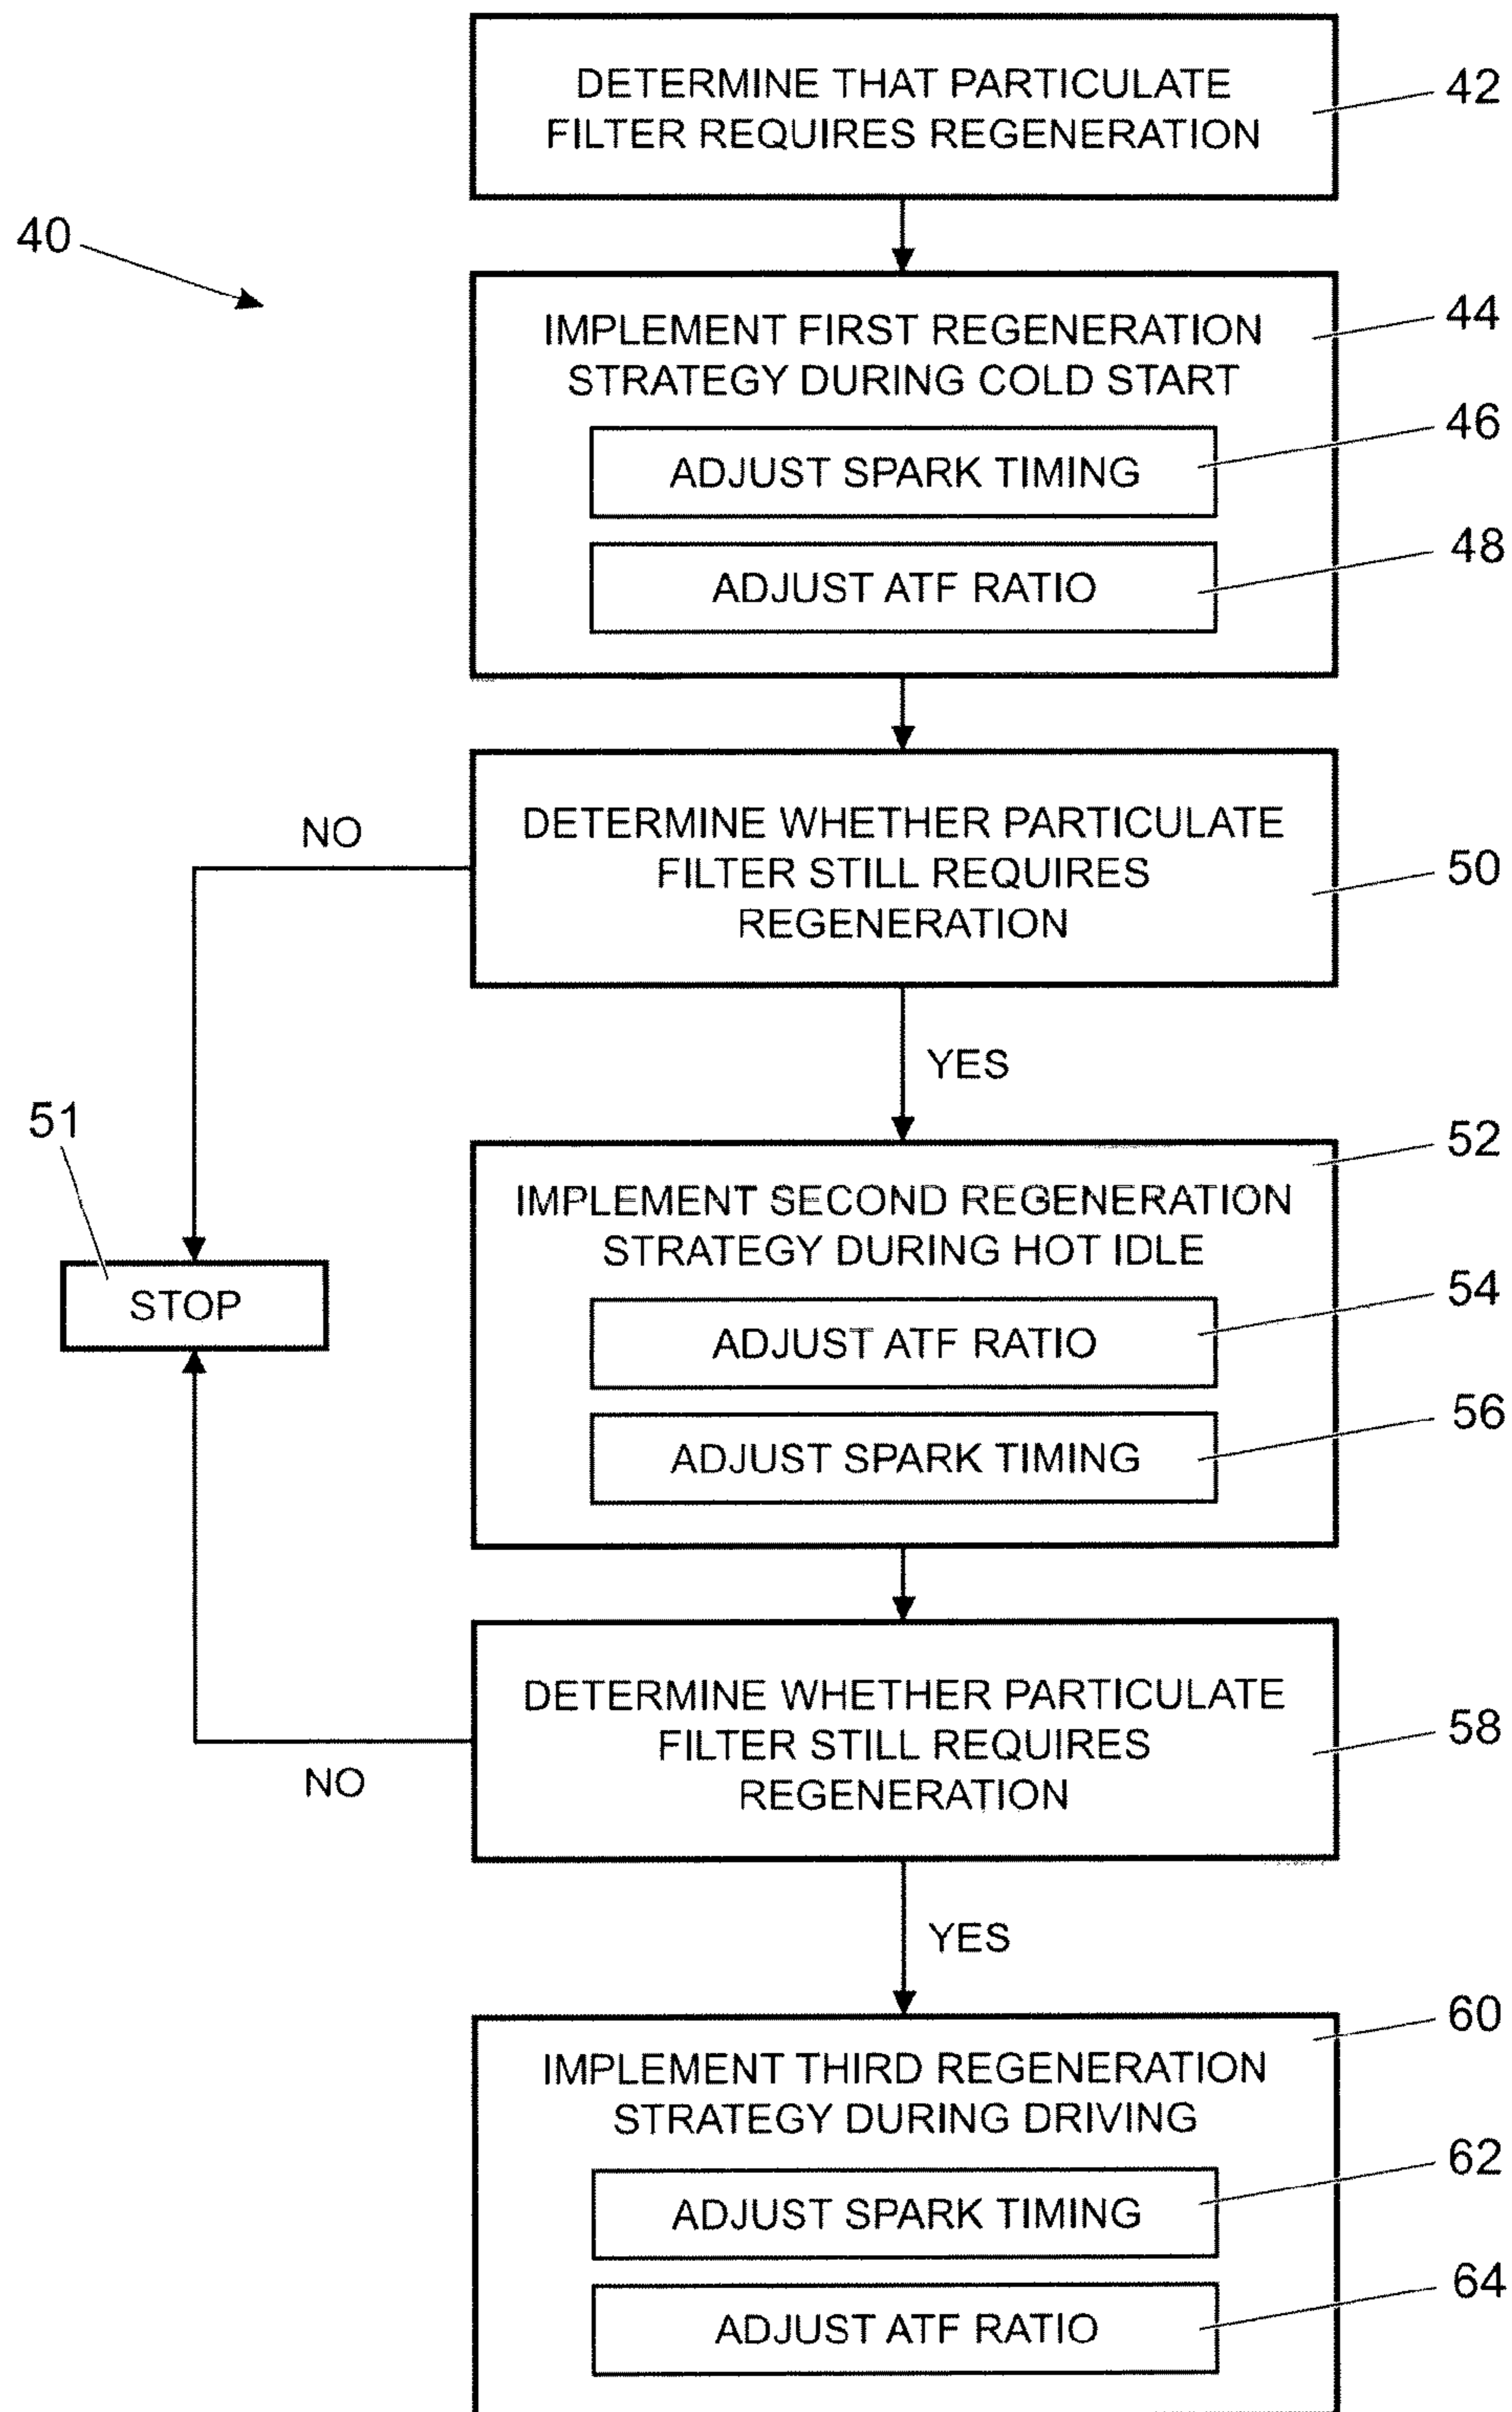 DETERMINE THAT PARTICULATE
FILTER REQUIRES REGENERATION
42
40
IMPLEMENT FIRST REGENERATION
STRATEGY DURING COLD START
44
ADJUST SPARK TIMING
46
ADJUST ATF RATIO
48
DETERMINE WHETHER PARTICULATE
FILTER STILL REQUIRES
REGENERATION
50
NO
YES
51
STOP
IMPLEMENT SECOND REGENERATION
STRATEGY DURING HOT IDLE
52
ADJUST ATF RATIO
54
ADJUST SPARK TIMING
56
DETERMINE WHETHER PARTICULATE
FILTER STILL REQUIRES
REGENERATION
58
NO
YES
IMPLEMENT THIRD REGENERATION
STRATEGY DURING DRIVING
60
ADJUST SPARK TIMING
62
ADJUST ATF RATIO
64